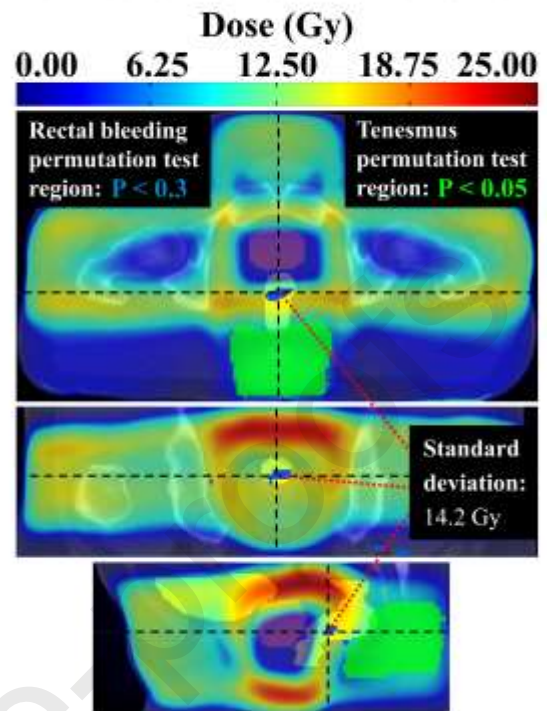 Dose (Gy)
0.00 6.25 12.50 18.75 25.00
Rectal bleeding
permutation test
region: P < 0.3
Tenesmus
permutation test
region: P < 0.05
Standard
deviation:
14.2 Gy